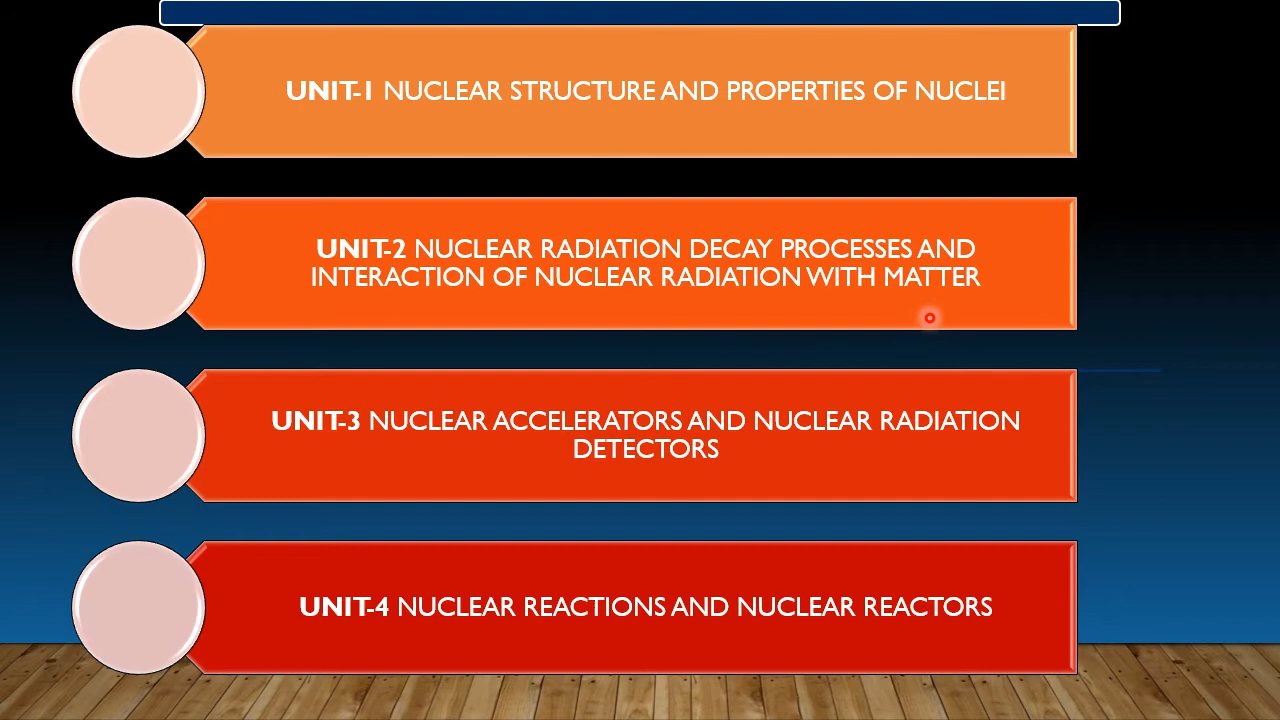 UNIT-1 NUCLEAR STRUCTURE AND PROPERTIES OF NUCLEI
UNIT-2 NUCLEAR RADIATION DECAY PROCESSES AND
INTERACTION OF NUCLEAR RADIATION WITH MATTER
UNIT-3 NUCLEAR ACCELERATORS AND NUCLEAR RADIATION
DETECTORS
UNIT-4 NUCLEAR REACTIONS AND NUCLEAR REACTORS